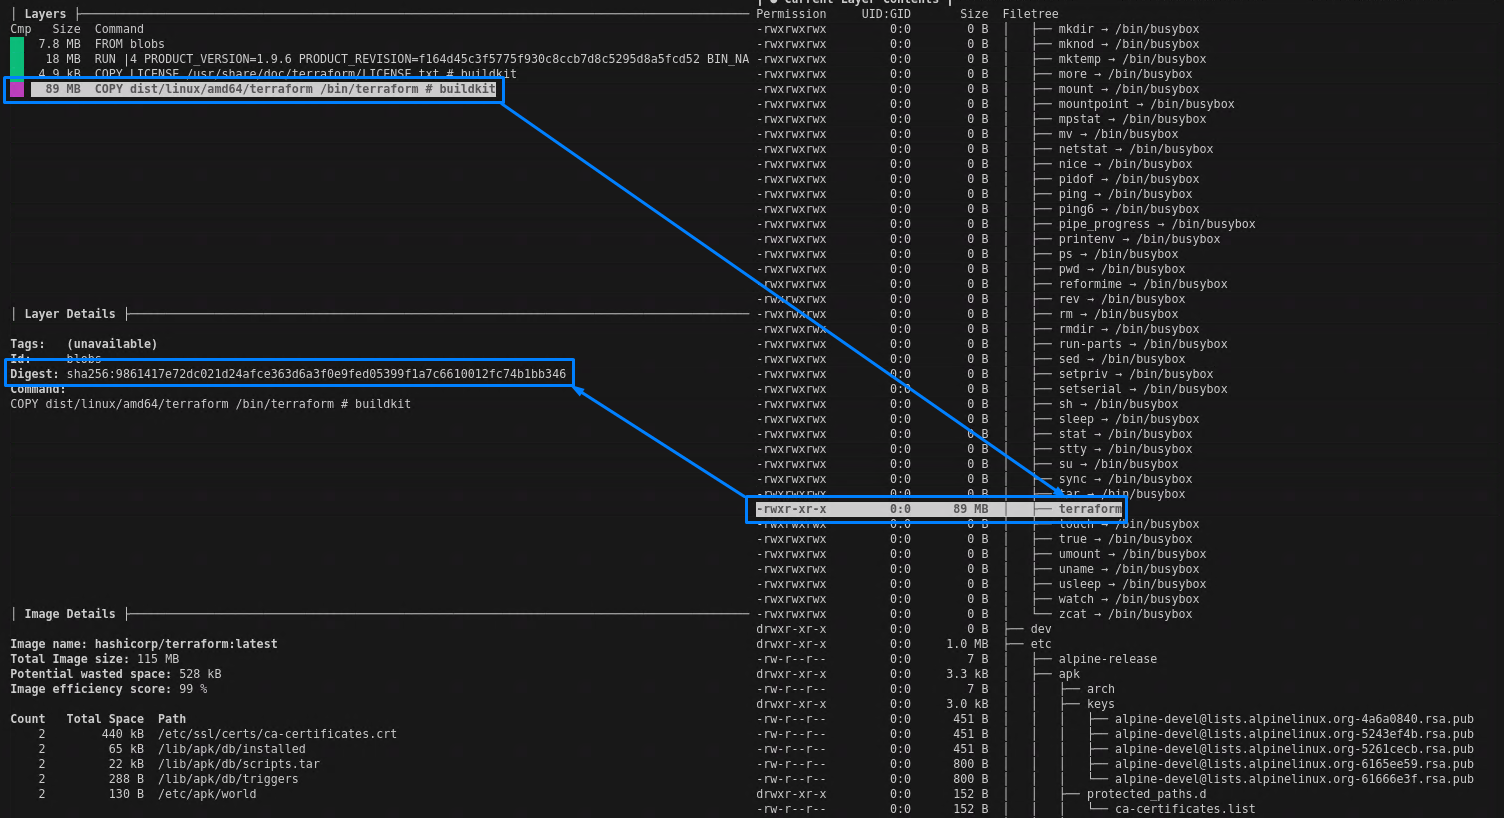 Layers
Cmp Size Command
7.8 MB FROM blobs
18 MB RUN |4 PRODUCT_VERSION=1.9.6 PRODUCT_REVISION=f164d45c3f5775f930c8ccb7d8c5295d8a5fcd52 BIN_NA
4.9 kB COPY LICENSE /usr/share/doc/terraform/LICENSE.txt # buildkit
89 MB COPY dist/linux/amd64/terraform /bin/terraform # buildkit
Layer Details
Tags: (unavailable)
Id: blobs
Digest: sha256:9861417e72dc021d24afce363d6a3f0e9fed05399f1a7c6610012fc74b1bb346
Command:
COPY dist/linux/amd64/terraform /bin/terraform # buildkit
Image Details
Image name: hashicorp/terraform:latest
Total Image size: 115 MB
Potential wasted space: 528 kB
Image efficiency score: 99 %
Count Total Space Path
2 440 kB /etc/ssl/certs/ca-certificates.crt
2 65 kB /lib/apk/db/installed
2 22 kB /lib/apk/db/scripts.tar
2 288 B /lib/apk/db/triggers
2 130 B /etc/apk/world
● Current Layer Contents
Permission UID:GID Size Filetree
-rwxrwxrwx 0:0 0 B │ ├── mkdir → /bin/busybox
-rwxrwxrwx 0:0 0 B │ ├── mknod → /bin/busybox
-rwxrwxrwx 0:0 0 B │ ├── mktemp → /bin/busybox
-rwxrwxrwx 0:0 0 B │ ├── more → /bin/busybox
-rwxrwxrwx 0:0 0 B │ ├── mount → /bin/busybox
-rwxrwxrwx 0:0 0 B │ ├── mountpoint → /bin/busybox
-rwxrwxrwx 0:0 0 B │ ├── mpstat → /bin/busybox
-rwxrwxrwx 0:0 0 B │ ├── mv → /bin/busybox
-rwxrwxrwx 0:0 0 B │ ├── netstat → /bin/busybox
-rwxrwxrwx 0:0 0 B │ ├── nice → /bin/busybox
-rwxrwxrwx 0:0 0 B │ ├── pidof → /bin/busybox
-rwxrwxrwx 0:0 0 B │ ├── ping → /bin/busybox
-rwxrwxrwx 0:0 0 B │ ├── ping6 → /bin/busybox
-rwxrwxrwx 0:0 0 B │ ├── pipe_progress → /bin/busybox
-rwxrwxrwx 0:0 0 B │ ├── printenv → /bin/busybox
-rwxrwxrwx 0:0 0 B │ ├── ps → /bin/busybox
-rwxrwxrwx 0:0 0 B │ ├── pwd → /bin/busybox
-rwxrwxrwx 0:0 0 B │ ├── reformime → /bin/busybox
-rwxrwxrwx 0:0 0 B │ ├── rev → /bin/busybox
-rwxrwxrwx 0:0 0 B │ ├── rm → /bin/busybox
-rwxrwxrwx 0:0 0 B │ ├── rmdir → /bin/busybox
-rwxrwxrwx 0:0 0 B │ ├── run-parts → /bin/busybox
-rwxrwxrwx 0:0 0 B │ ├── sed → /bin/busybox
-rwxrwxrwx 0:0 0 B │ ├── setpriv → /bin/busybox
-rwxrwxrwx 0:0 0 B │ ├── setserial → /bin/busybox
-rwxrwxrwx 0:0 0 B │ ├── sh → /bin/busybox
-rwxrwxrwx 0:0 0 B │ ├── sleep → /bin/busybox
-rwxrwxrwx 0:0 0 B │ ├── stat → /bin/busybox
-rwxrwxrwx 0:0 0 B │ ├── stty → /bin/busybox
-rwxrwxrwx 0:0 0 B │ ├── su → /bin/busybox
-rwxrwxrwx 0:0 0 B │ ├── sync → /bin/busybox
-rwxrwxrwx 0:0 0 B │ ├── tar → /bin/busybox
-rwxr-xr-x 0:0 89 MB │ ├── terraform
-rwxrwxrwx 0:0 0 B │ ├── touch → /bin/busybox
-rwxrwxrwx 0:0 0 B │ ├── true → /bin/busybox
-rwxrwxrwx 0:0 0 B │ ├── umount → /bin/busybox
-rwxrwxrwx 0:0 0 B │ ├── uname → /bin/busybox
-rwxrwxrwx 0:0 0 B │ ├── usleep → /bin/busybox
-rwxrwxrwx 0:0 0 B │ ├── watch → /bin/busybox
-rwxrwxrwx 0:0 0 B │ └── zcat → /bin/busybox
drwxr-xr-x 0:0 0 B ├── dev
drwxr-xr-x 0:0 1.0 MB ├── etc
-rw-r--r-- 0:0 7 B │ ├── alpine-release
drwxr-xr-x 0:0 3.3 kB │ ├── apk
-rw-r--r-- 0:0 7 B │ │ ├── arch
drwxr-xr-x 0:0 3.0 kB │ │ ├── keys
-rw-r--r-- 0:0 451 B │ │ │ ├── alpine-devel@lists.alpinelinux.org-4a6a0840.rsa.pub
-rw-r--r-- 0:0 451 B │ │ │ ├── alpine-devel@lists.alpinelinux.org-5243ef4b.rsa.pub
-rw-r--r-- 0:0 451 B │ │ │ ├── alpine-devel@lists.alpinelinux.org-5261cecb.rsa.pub
-rw-r--r-- 0:0 800 B │ │ │ ├── alpine-devel@lists.alpinelinux.org-6165ee59.rsa.pub
-rw-r--r-- 0:0 800 B │ │ │ └── alpine-devel@lists.alpinelinux.org-61666e3f.rsa.pub
drwxr-xr-x 0:0 152 B │ │ ├── protected_paths.d
-rw-r--r-- 0:0 152 B │ │ │ └── ca-certificates.list